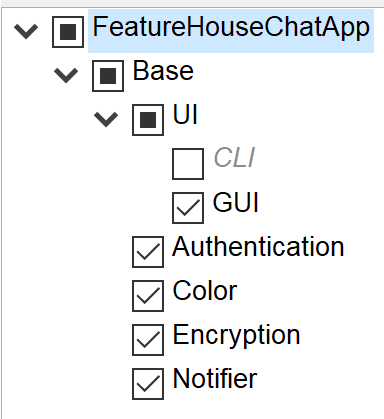 FeatureHouseChatApp
Base
UI
CLI
GUI
Authentication
Color
Encryption
Notifier